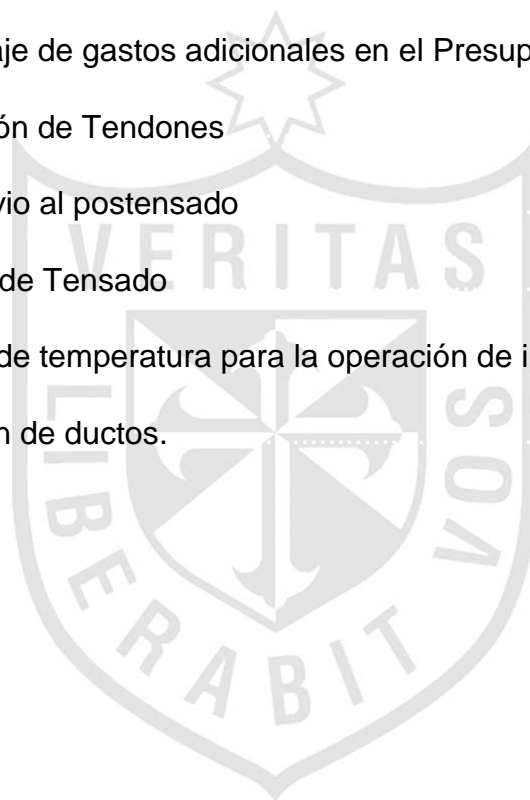 aje de gastos adicionales en el Presup
ón de Tendones
vio al postensado
de Tensado
de temperatura para la operación de i
n de ductos.
VERITAS
LIBERABIT
VOS